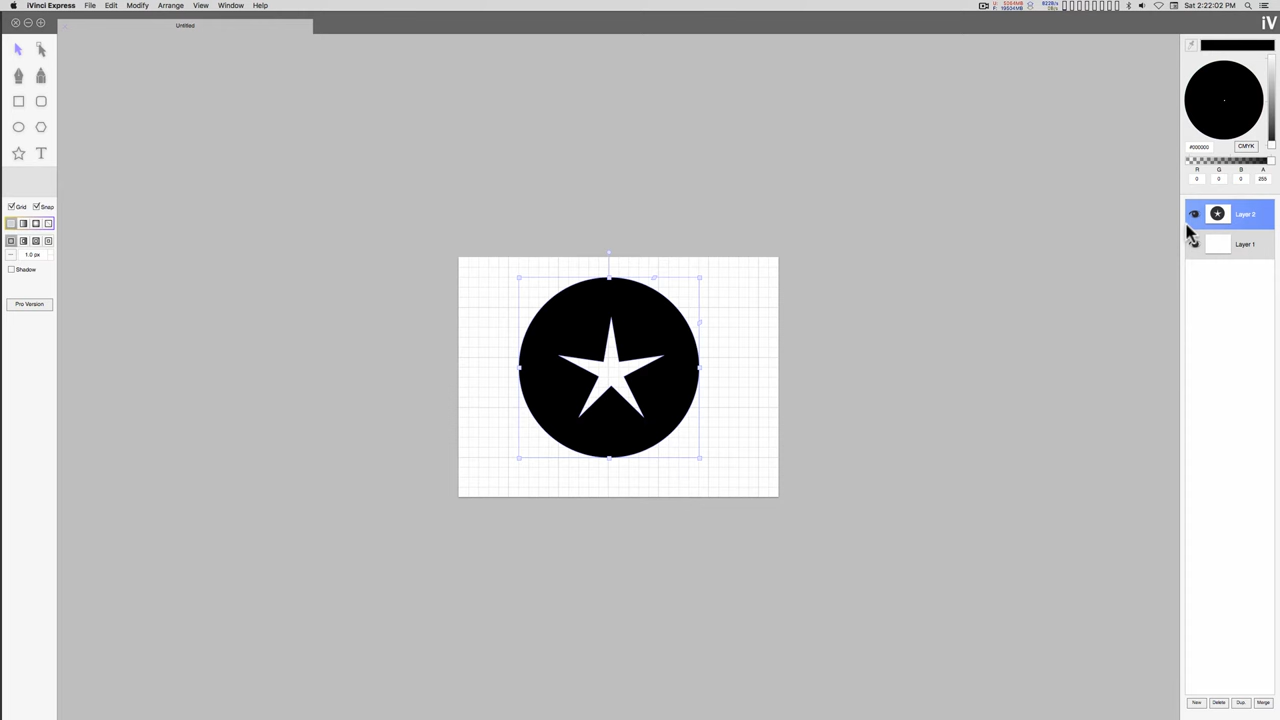 iVinci Express File Edit Modify Arrange View Window Help
Sat 2:22:02 PM
Untitled
iV
#000000 CMYK
R G B A
0 0 0 255
Grid Snap
1.0 px
Shadow
Pro Version
Layer 2
Layer 1
New Delete Dup. Merge
T